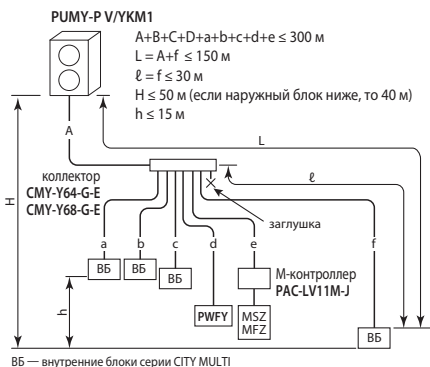 PUMY-P V/YKM1
A+B+C+D+a+b+c+d+e ≤ 300 м
L = A+f ≤ 150 м
ℓ = f ≤ 30 м
H ≤ 50 м (если наружный блок ниже, то 40 м)
h ≤ 15 м
A
L
H
коллектор
CMY-Y64-G-E
CMY-Y68-G-E
ℓ
заглушка
a
b
c
d
e
f
ВБ
ВБ
ВБ
М-контроллер
PAC-LV11M-J
h
PWFY
MSZ
MFZ
ВБ
ВБ — внутренние блоки серии CITY MULTI